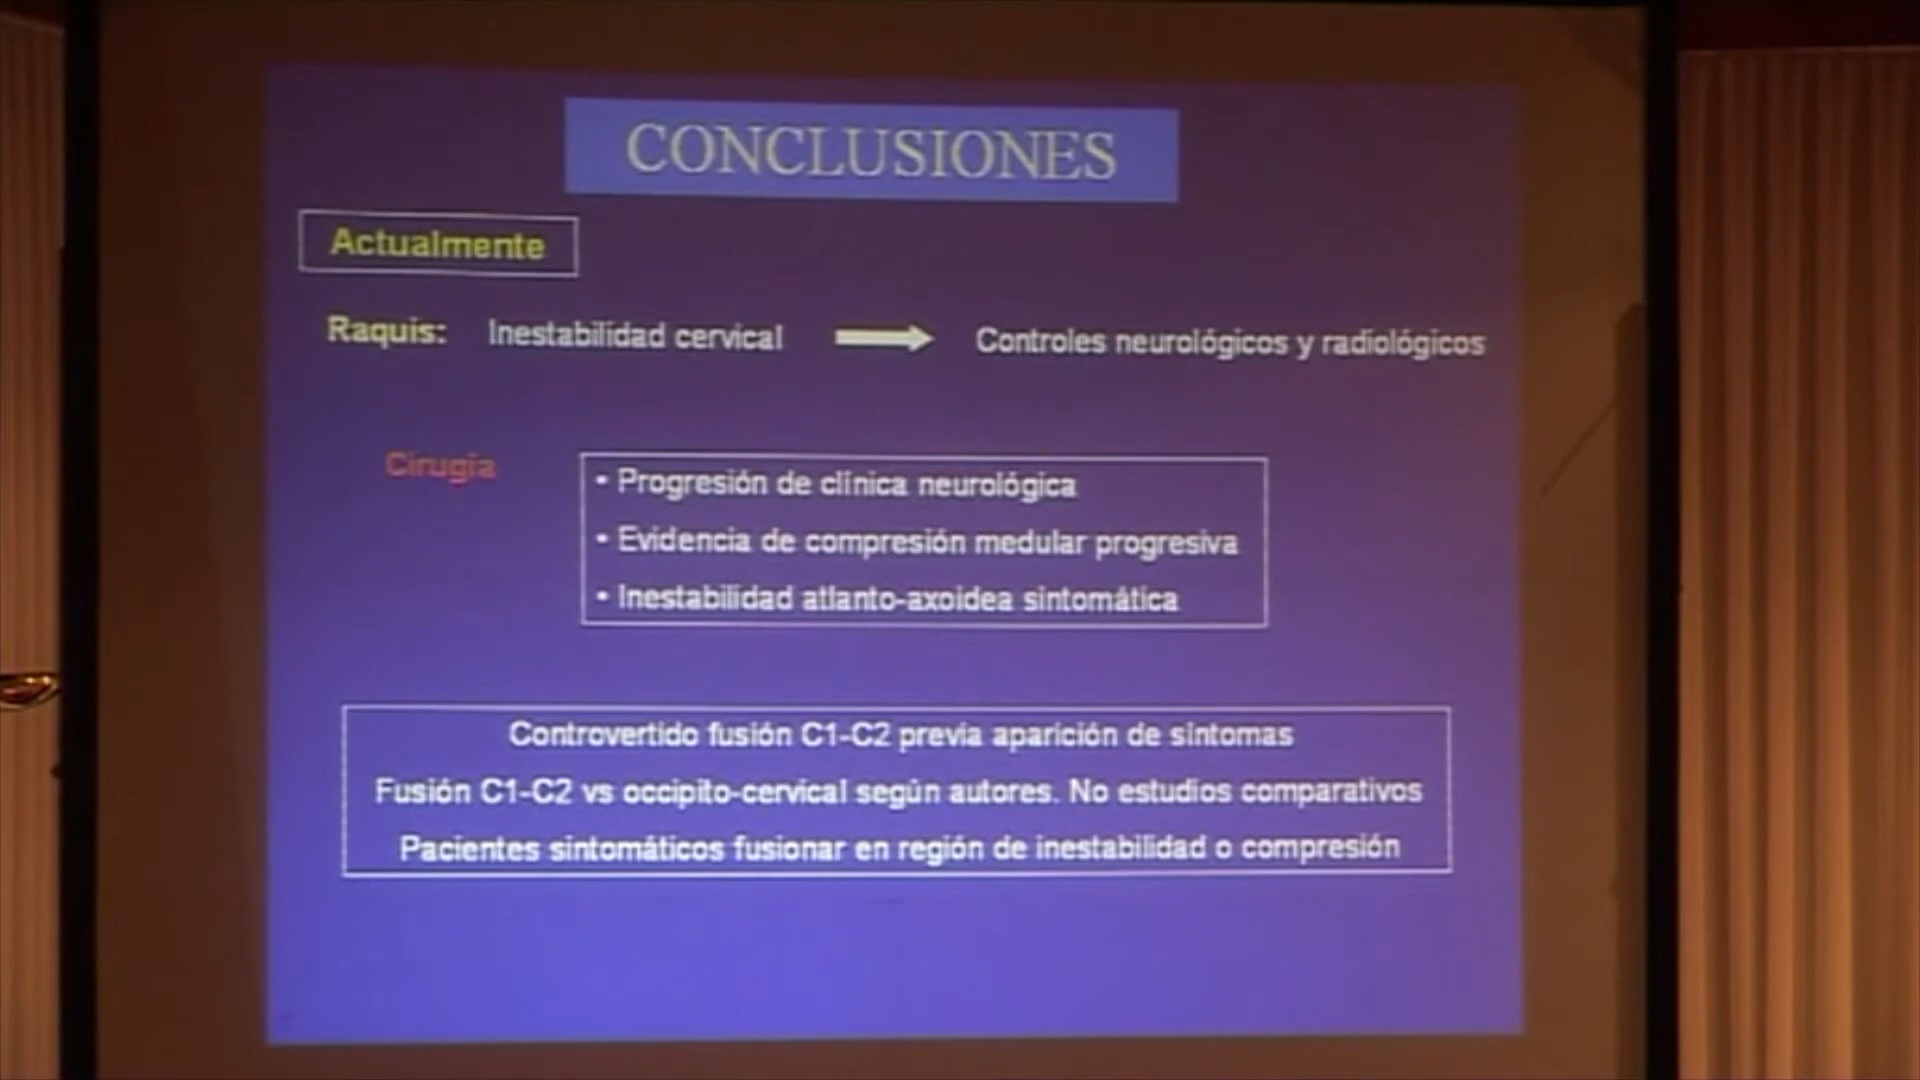 CONCLUSIONES
Actualmente
Raquis: Inestabilidad cervical Controles neurológicos y radiológicos
Cirugía
• Progresión de clínica neurológica
• Evidencia de compresión medular progresiva
• Inestabilidad atlanto-axoidea sintomática
Controvertido fusión C1-C2 previa aparición de síntomas
Fusión C1-C2 vs occipito-cervical según autores. No estudios comparativos
Pacientes sintomáticos fusionar en región de inestabilidad o compresión